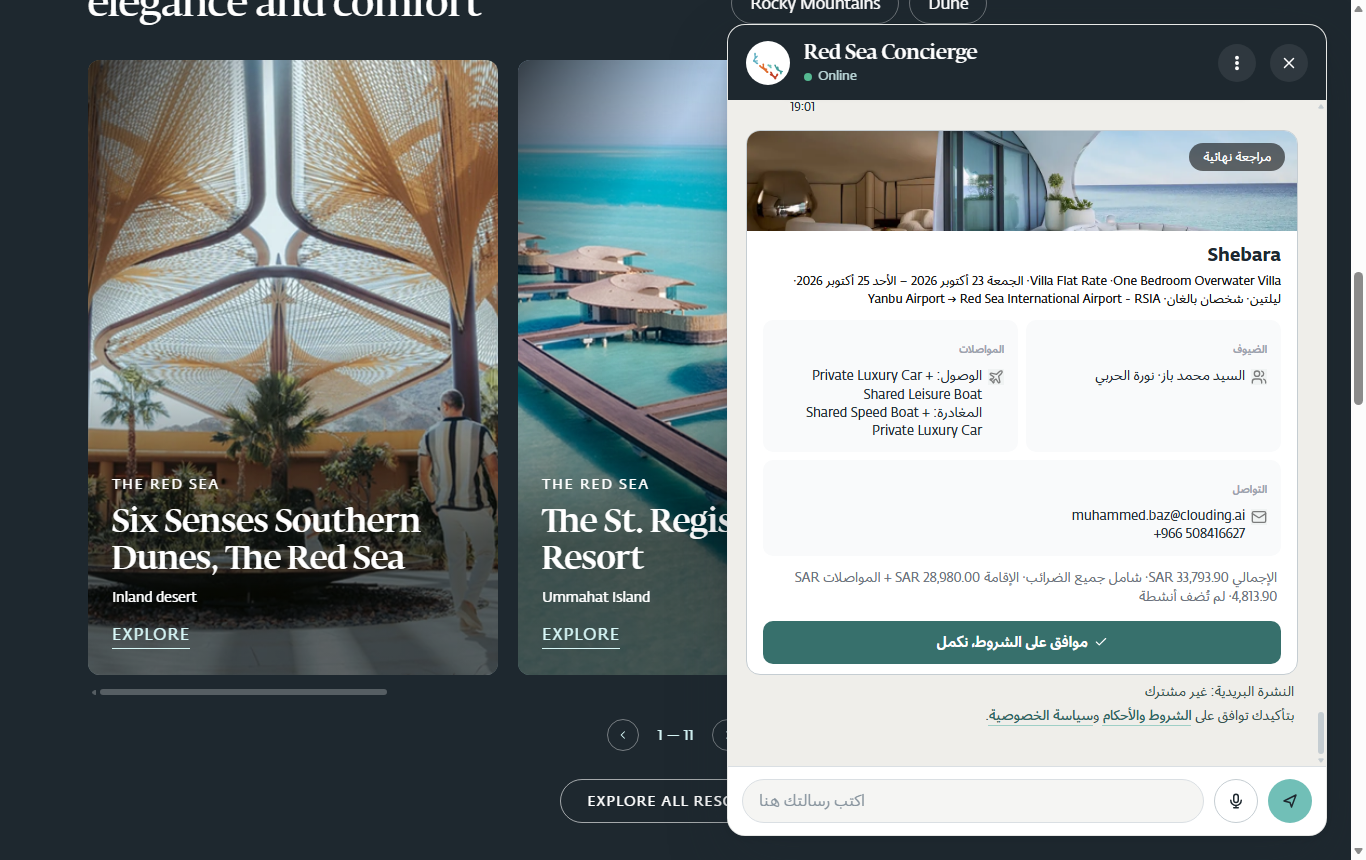 elegance and comfort
Rocky Mountains
Dune
THE RED SEA
Six Senses Southern
Dunes, The Red Sea
Inland desert
EXPLORE
THE RED SEA
The St. Regis
Resort
Ummahat Island
EXPLORE
1 — 11
EXPLORE ALL RESO
Red Sea Concierge
Online
19:01
مراجعة نهائية
Shebara
One Bedroom Overwater Villa · Villa Flat Rate · الجمعة 23 أكتوبر 2026 – الأحد 25 أكتوبر 2026 ·
ليلتين · شخصان بالغان · Yanbu Airport → Red Sea International Airport - RSIA
الضيوف
السيد محمد باز · نورة الحربي
المواصلات
الوصول: Private Luxury Car +
Shared Leisure Boat
المغادرة: Shared Speed Boat +
Private Luxury Car
التواصل
muhammed.baz@clouding.ai
+966 508416627
الإجمالي SAR 33,793.90 · شامل جميع الضرائب · الإقامة SAR 28,980.00 + المواصلات SAR
4,813.90 · لم تُضف أنشطة
موافق على الشروط، نكمل
النشرة البريدية: غير مشترك
بتأكيدك توافق على الشروط والأحكام وسياسة الخصوصية.
اكتب رسالتك هنا